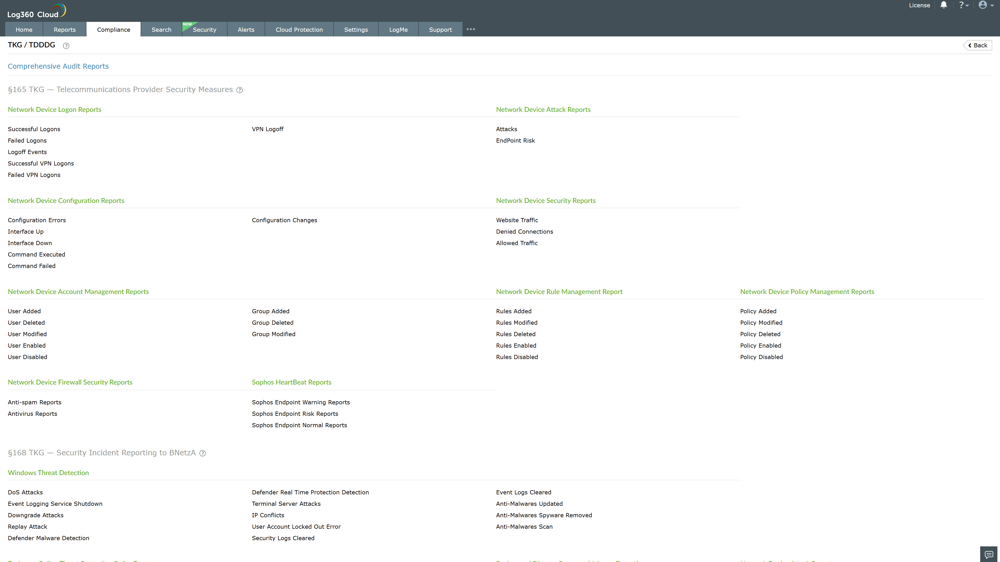 Log360 Cloud
License
Home
Reports
Compliance
Search
NEW
Security
Alerts
Cloud Protection
Settings
LogMe
Support
TKG / TDDDG
Back
Comprehensive Audit Reports
§165 TKG — Telecommunications Provider Security Measures
Network Device Logon Reports
Successful Logons
Failed Logons
Logoff Events
Successful VPN Logons
Failed VPN Logons
VPN Logoff
Network Device Attack Reports
Attacks
EndPoint Risk
Network Device Configuration Reports
Configuration Errors
Interface Up
Interface Down
Command Executed
Command Failed
Configuration Changes
Network Device Security Reports
Website Traffic
Denied Connections
Allowed Traffic
Network Device Account Management Reports
User Added
User Deleted
User Modified
User Enabled
User Disabled
Group Added
Group Deleted
Group Modified
Network Device Rule Management Report
Rules Added
Rules Modified
Rules Deleted
Rules Enabled
Rules Disabled
Network Device Policy Management Reports
Policy Added
Policy Modified
Policy Deleted
Policy Enabled
Policy Disabled
Network Device Firewall Security Reports
Anti-spam Reports
Antivirus Reports
Sophos HeartBeat Reports
Sophos Endpoint Warning Reports
Sophos Endpoint Risk Reports
Sophos Endpoint Normal Reports
§168 TKG — Security Incident Reporting to BNetzA
Windows Threat Detection
DoS Attacks
Event Logging Service Shutdown
Downgrade Attacks
Replay Attack
Defender Malware Detection
Defender Real Time Protection Detection
Terminal Server Attacks
IP Conflicts
User Account Locked Out Error
Security Logs Cleared
Event Logs Cleared
Anti-Malwares Updated
Anti-Malwares Spyware Removed
Anti-Malwares Scan